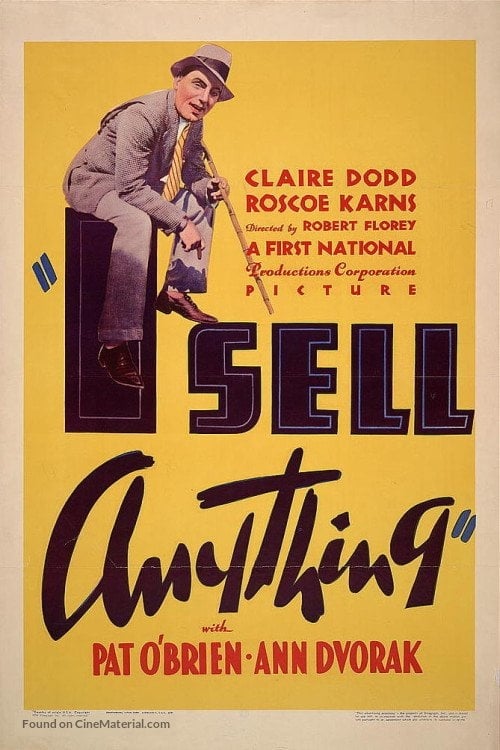 CLAIRE DODD
ROSCOE KARNS
Directed by ROBERT FLOREY
A FIRST NATIONAL
Productions Corporation
PICTURE
"I SELL
Anything"
with
PAT O'BRIEN · ANN DVORAK
Found on CineMaterial.com